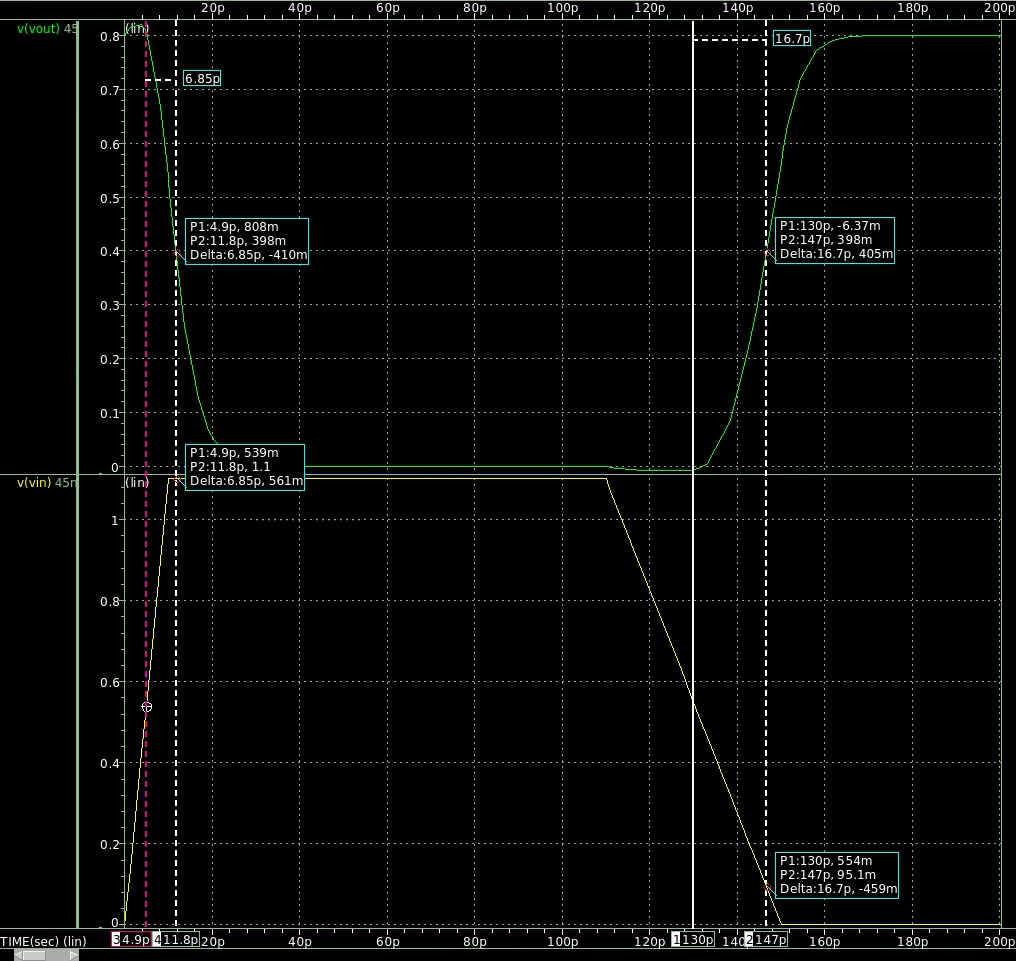 20p 40p 60p 80p 100p 120p 140p 160p 180p 200p
v(vout) 45 (lin)
0.8
16.7p
6.85p
0.7
0.6
0.5
P1:4.9p, 808m
P2:11.8p, 398m
Delta:6.85p, -410m
P1:130p, -6.37m
P2:147p, 398m
Delta:16.7p, 405m
0.4
0.3
0.2
0.1
0
P1:4.9p, 539m
P2:11.8p, 1.1
Delta:6.85p, 561m
v(vin) 45n (lin)
1
0.8
0.6
0.4
0.2
P1:130p, 554m
P2:147p, 95.1m
Delta:16.7p, -459m
0
TIME(sec) (lin) 3 4.9p 4 11.8p 20p 40p 60p 80p 100p 120p 1 130p 140 2 147p 160p 180p 200p